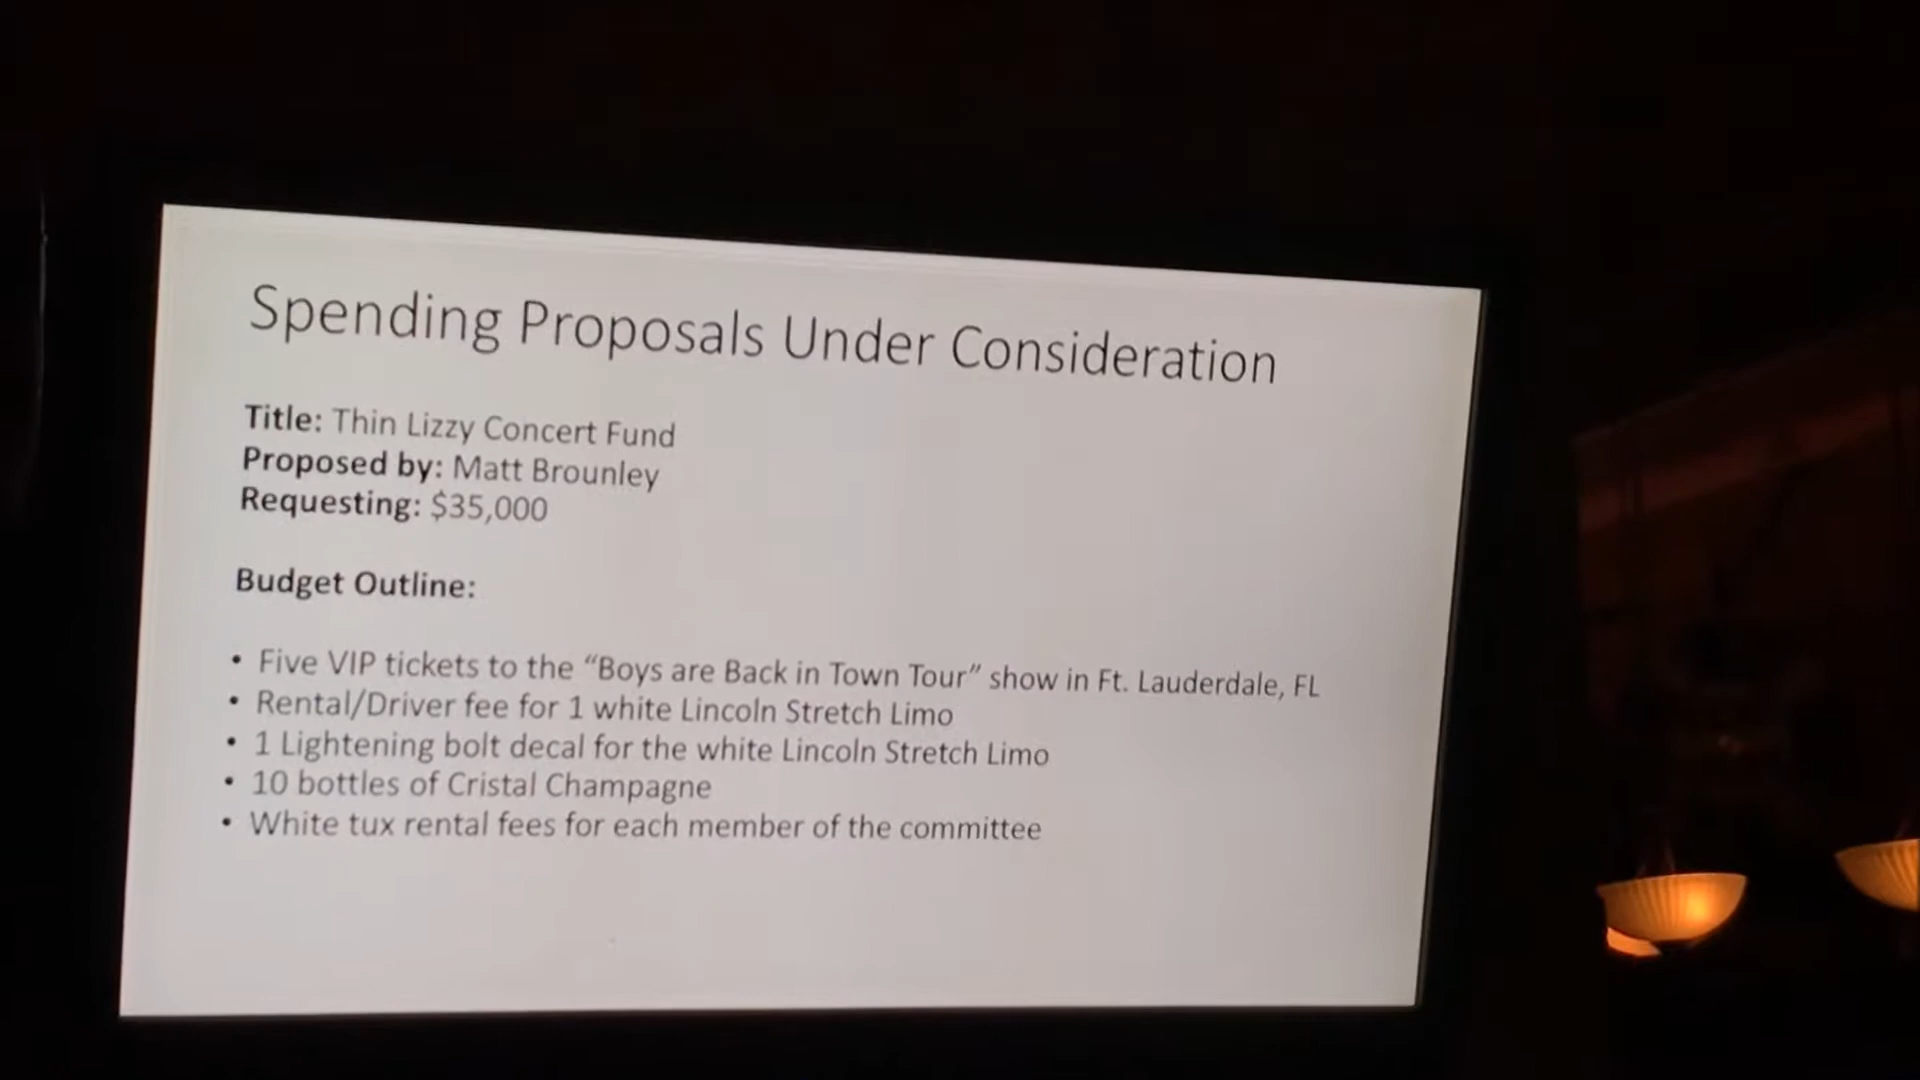 Spending Proposals Under Consideration
Title: Thin Lizzy Concert Fund
Proposed by: Matt Brounley
Requesting: $35,000
Budget Outline:
• Five VIP tickets to the “Boys are Back in Town Tour” show in Ft. Lauderdale, FL
• Rental/Driver fee for 1 white Lincoln Stretch Limo
• 1 Lightening bolt decal for the white Lincoln Stretch Limo
• 10 bottles of Cristal Champagne
• White tux rental fees for each member of the committee